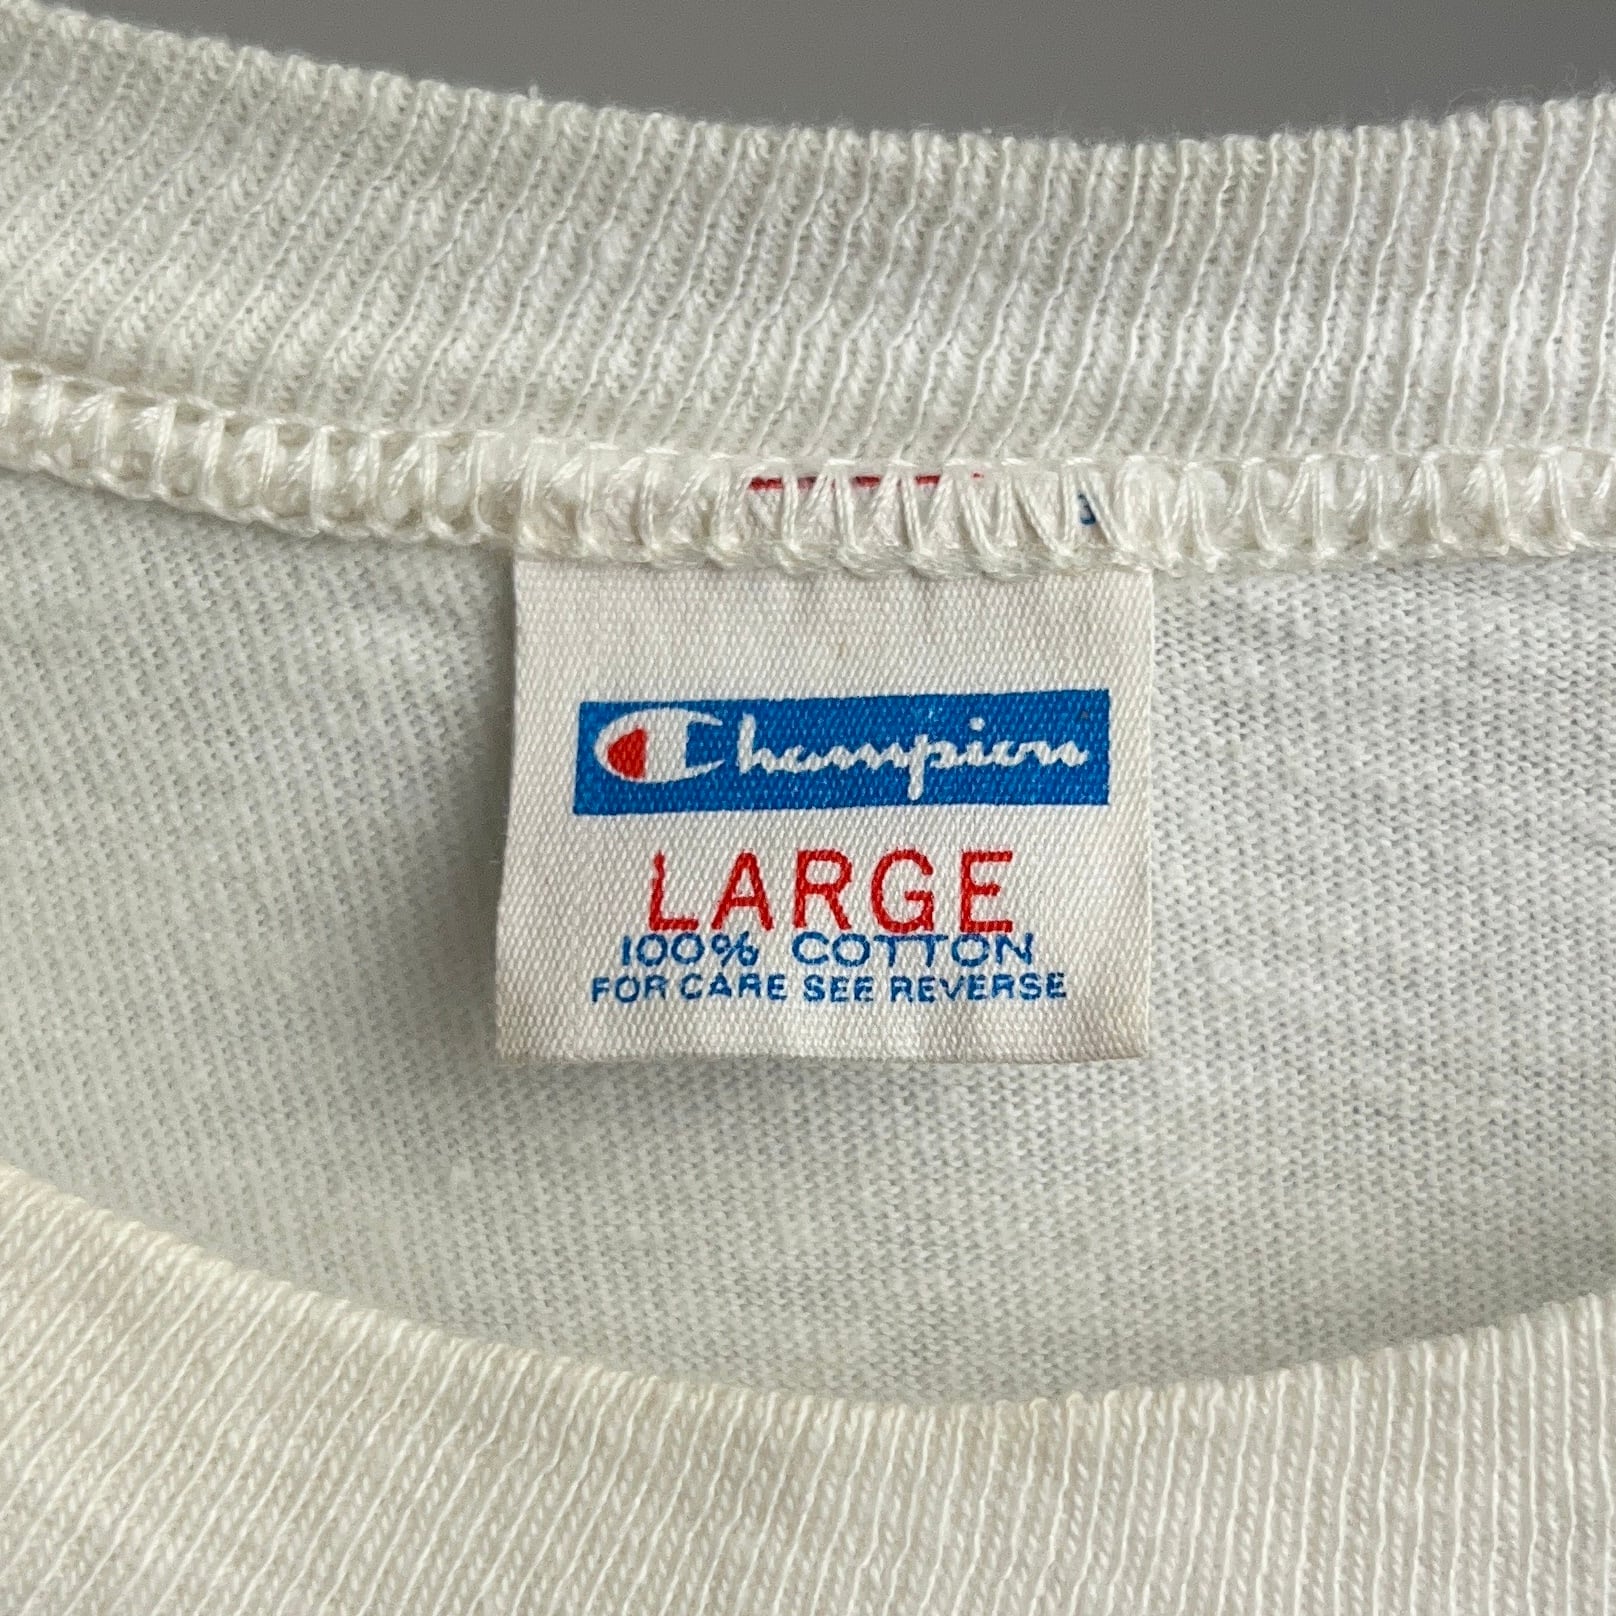 Champion
LARGE
100% COTTON
FOR CARE SEE REVERSE